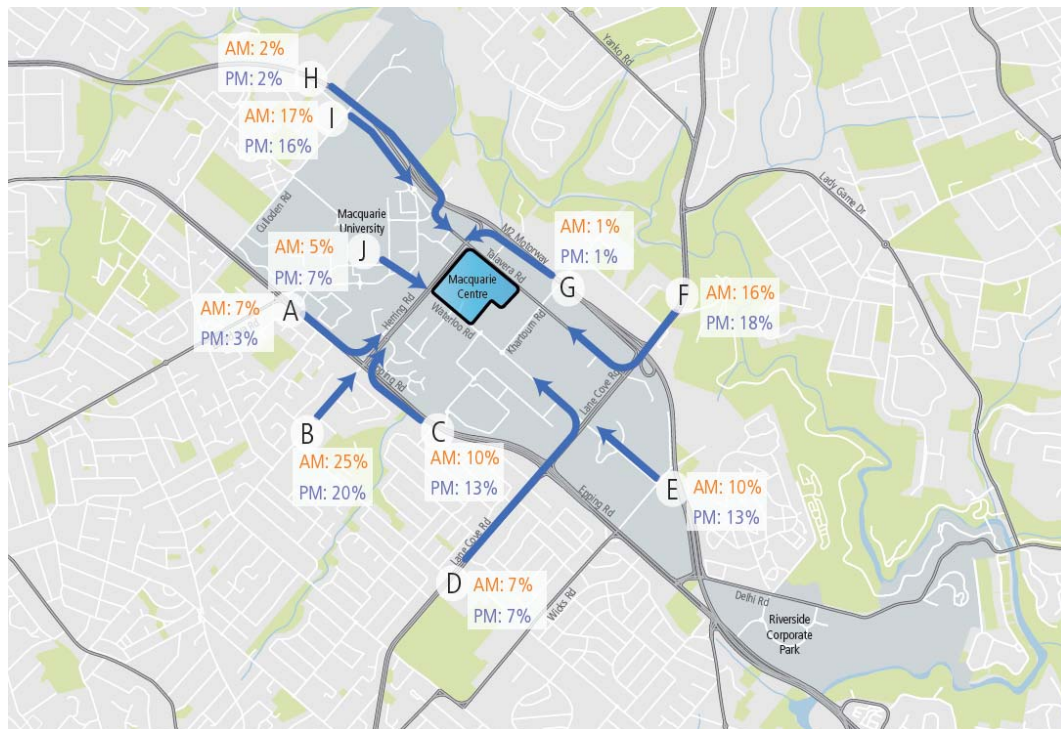 Yanko Rd
AM: 2%
PM: 2%
H
AM: 17%
PM: 16%
I
Lady Game Dr
Culloden Rd
Macquarie
University
J
AM: 5%
PM: 7%
M2 Motorway
Talavera Rd
AM: 1%
PM: 1%
G
Macquarie
Centre
F
AM: 16%
PM: 18%
A
AM: 7%
PM: 3%
Herring Rd
Waterloo Rd
Khartoum Rd
Epping Rd
Lane Cove Rd
B
AM: 25%
PM: 20%
C
AM: 10%
PM: 13%
E
AM: 10%
PM: 13%
Epping Rd
Lane Cove Rd
D
AM: 7%
PM: 7%
Wicks Rd
Delhi Rd
Riverside
Corporate
Park